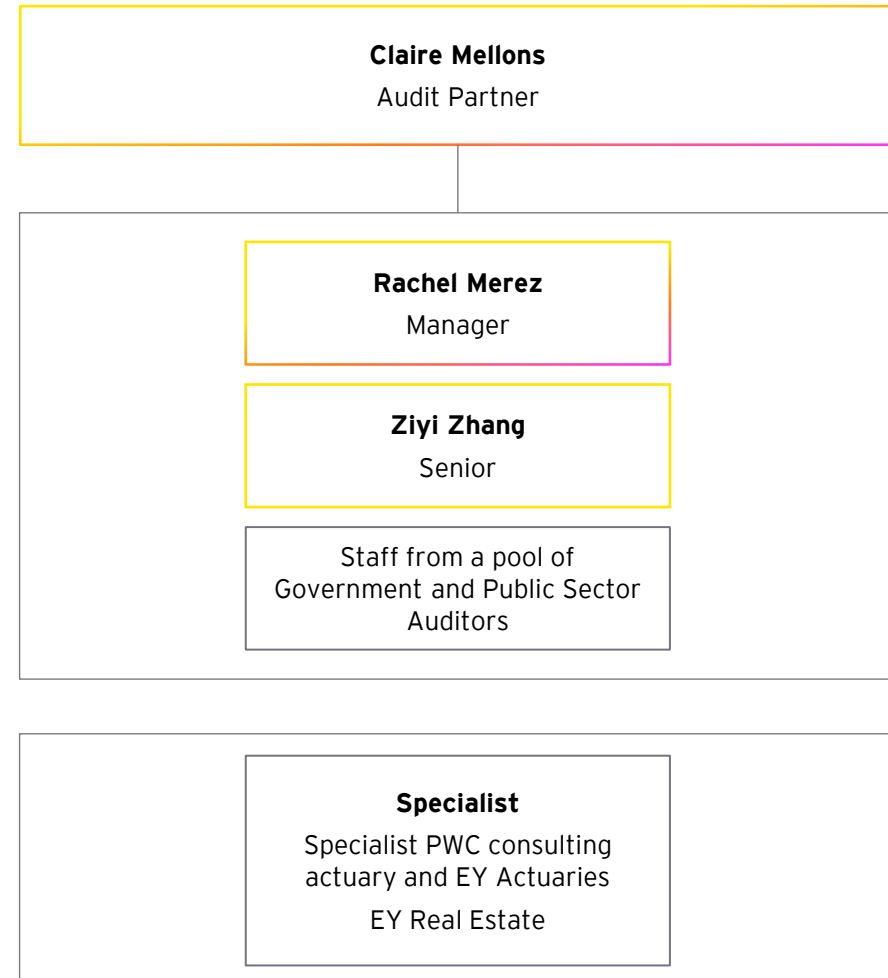 Claire Mellons
Audit Partner
Rachel Merez
Manager
Ziyi Zhang
Senior
Staff from a pool of
Government and Public Sector
Auditors
Specialist
Specialist PWC consulting
actuary and EY Actuaries
EY Real Estate